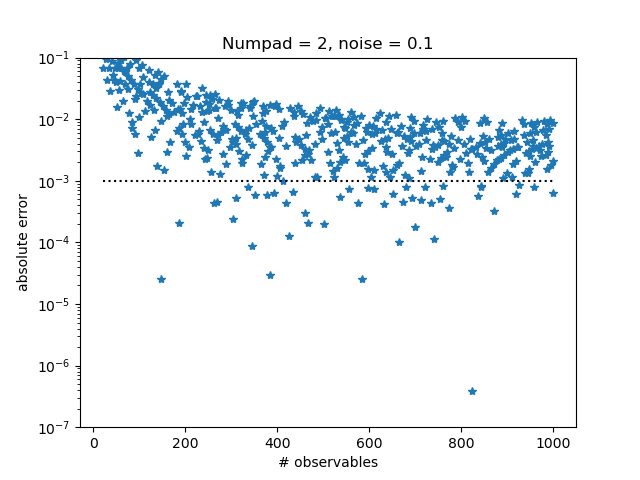 Numpad = 2, noise = 0.1
10⁻¹
10⁻²
10⁻³
10⁻⁴
10⁻⁵
10⁻⁶
10⁻⁷
absolute error
0 200 400 600 800 1000
# observables